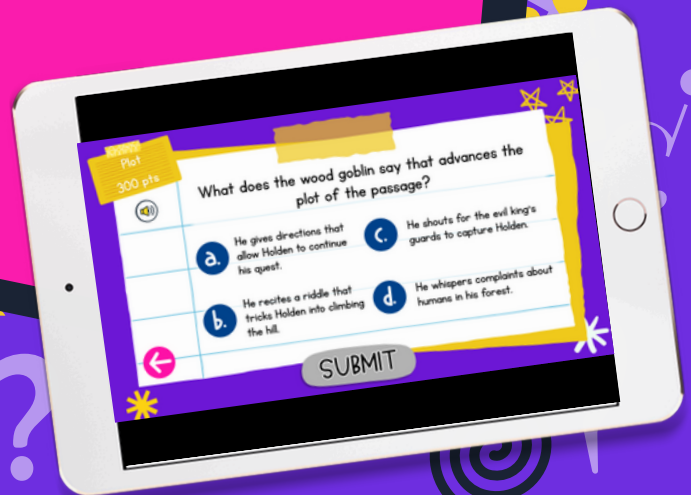 Plot
300 pts
What does the wood goblin say that advances the
plot of the passage?
a.
He gives directions that
allow Holden to continue
his quest.
b.
He recites a riddle that
tricks Holden into climbing
the hill.
c.
He shouts for the evil king's
guards to capture Holden.
d.
He whispers complaints about
humans in his forest.
SUBMIT
?